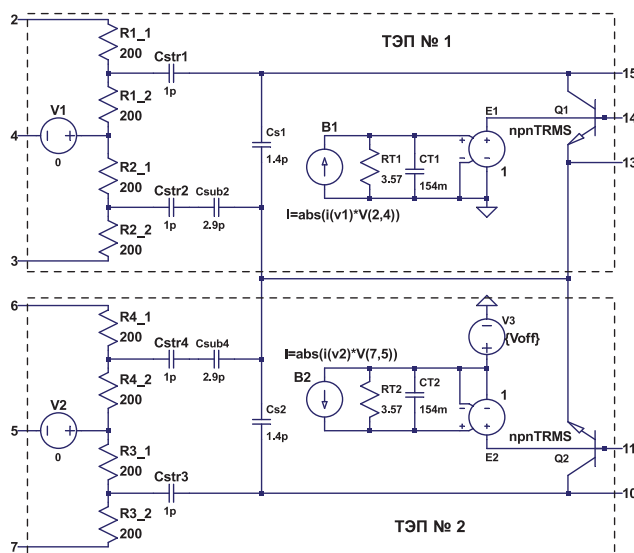 2
R1_1
200
ТЭП № 1
Cstr1
1p
15
V1
R1_2
200
E1
Q1
14
4
0
Cs1
1.4p
B1
npnTRMS
13
R2_1
200
RT1
3.57
CT1
154m
1
Cstr2
1p
Csub2
2.9p
I=abs(i(v1)*V(2,4))
R2_2
200
3
6
R4_1
200
V3
{Voff}
Cstr4
1p
Csub4
2.9p
I=abs(i(v2)*V(7,5))
V2
R4_2
200
B2
RT2
3.57
CT2
154m
1
5
0
Cs2
1.4p
npnTRMS
R3_1
200
E2
Q2
11
Cstr3
1p
10
R3_2
200
ТЭП № 2
7